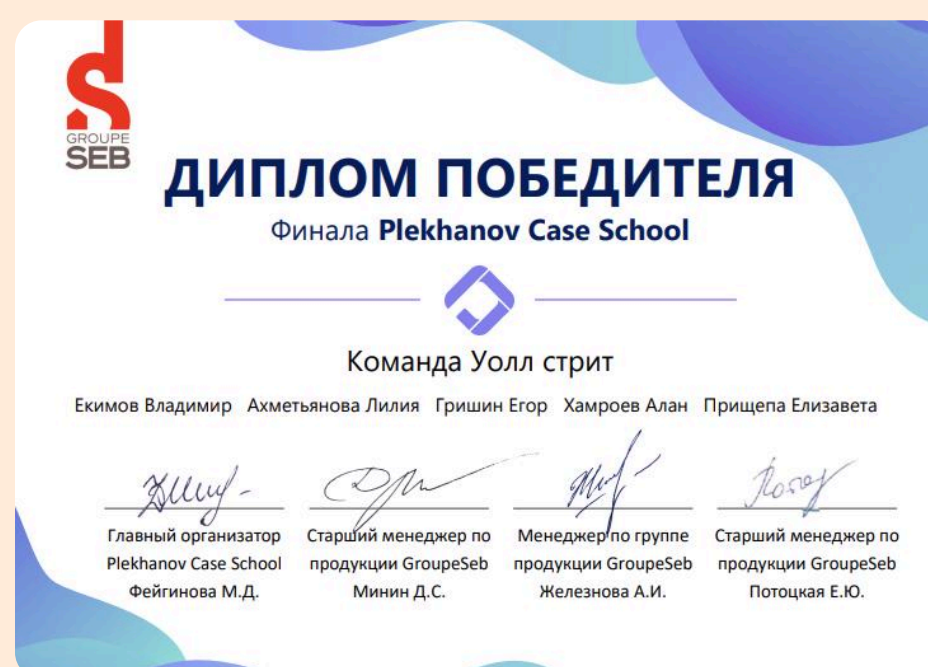 GROUPE
SEB
ДИПЛОМ ПОБЕДИТЕЛЯ
Финала Plekhanov Case School
Команда Уолл стрит
Екимов Владимир Ахметьянова Лилия Гришин Егор Хамроев Алан Прищепа Елизавета
Главный организатор
Plekhanov Case School
Фейгинова М.Д.
Старший менеджер по
продукции GroupeSeb
Минин Д.С.
Менеджер по группе
продукции GroupeSeb
Железнова А.И.
Старший менеджер по
продукции GroupeSeb
Потоцкая Е.Ю.